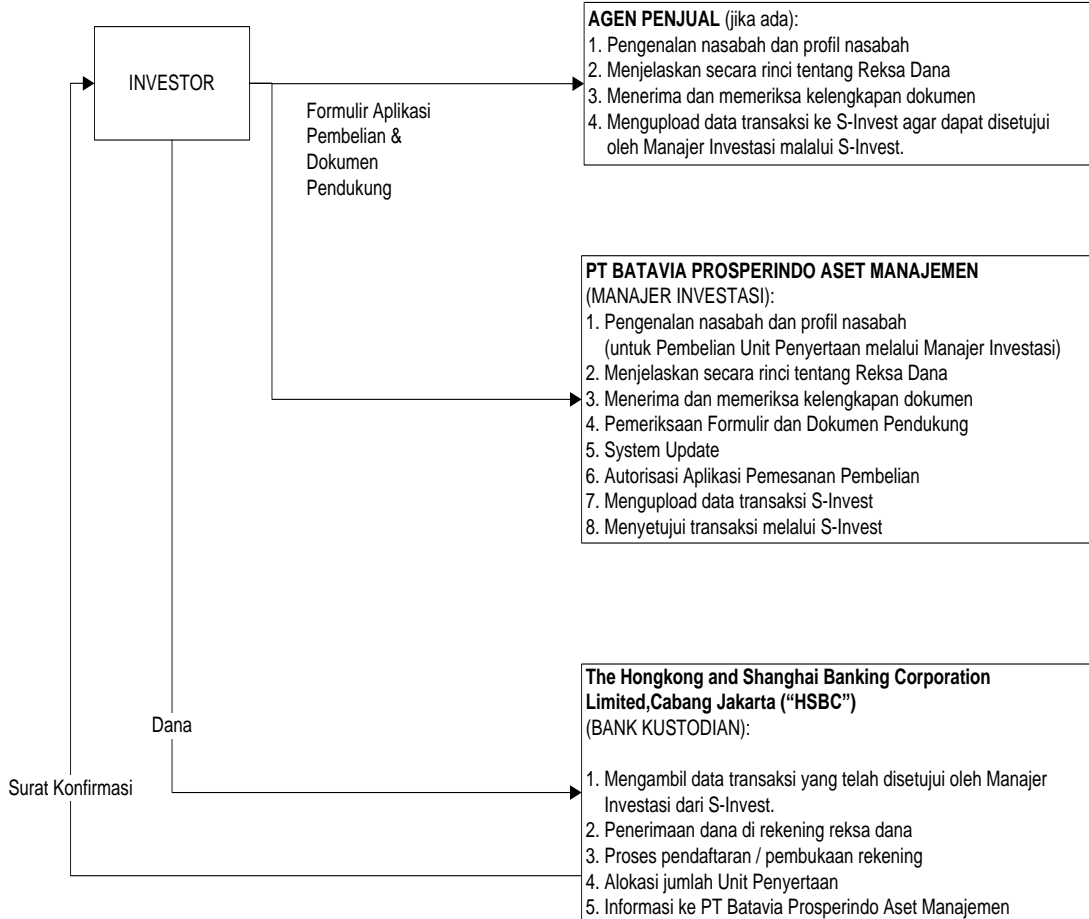 INVESTOR
Formulir Aplikasi
Pembelian &
Dokumen
Pendukung
AGEN PENJUAL (jika ada):
1. Pengenalan nasabah dan profil nasabah
2. Menjelaskan secara rinci tentang Reksa Dana
3. Menerima dan memeriksa kelengkapan dokumen
4. Mengupload data transaksi ke S-Invest agar dapat disetujui
oleh Manajer Investasi malalui S-Invest.
PT BATAVIA PROSPERINDO ASET MANAJEMEN
(MANAJER INVESTASI):
1. Pengenalan nasabah dan profil nasabah
(untuk Pembelian Unit Penyertaan melalui Manajer Investasi)
2. Menjelaskan secara rinci tentang Reksa Dana
3. Menerima dan memeriksa kelengkapan dokumen
4. Pemeriksaan Formulir dan Dokumen Pendukung
5. System Update
6. Autorisasi Aplikasi Pemesanan Pembelian
7. Mengupload data transaksi S-Invest
8. Menyetujui transaksi melalui S-Invest
Dana
Surat Konfirmasi
The Hongkong and Shanghai Banking Corporation
Limited,Cabang Jakarta (“HSBC”)
(BANK KUSTODIAN):
1. Mengambil data transaksi yang telah disetujui oleh Manajer
Investasi dari S-Invest.
2. Penerimaan dana di rekening reksa dana
3. Proses pendaftaran / pembukaan rekening
4. Alokasi jumlah Unit Penyertaan
5. Informasi ke PT Batavia Prosperindo Aset Manajemen